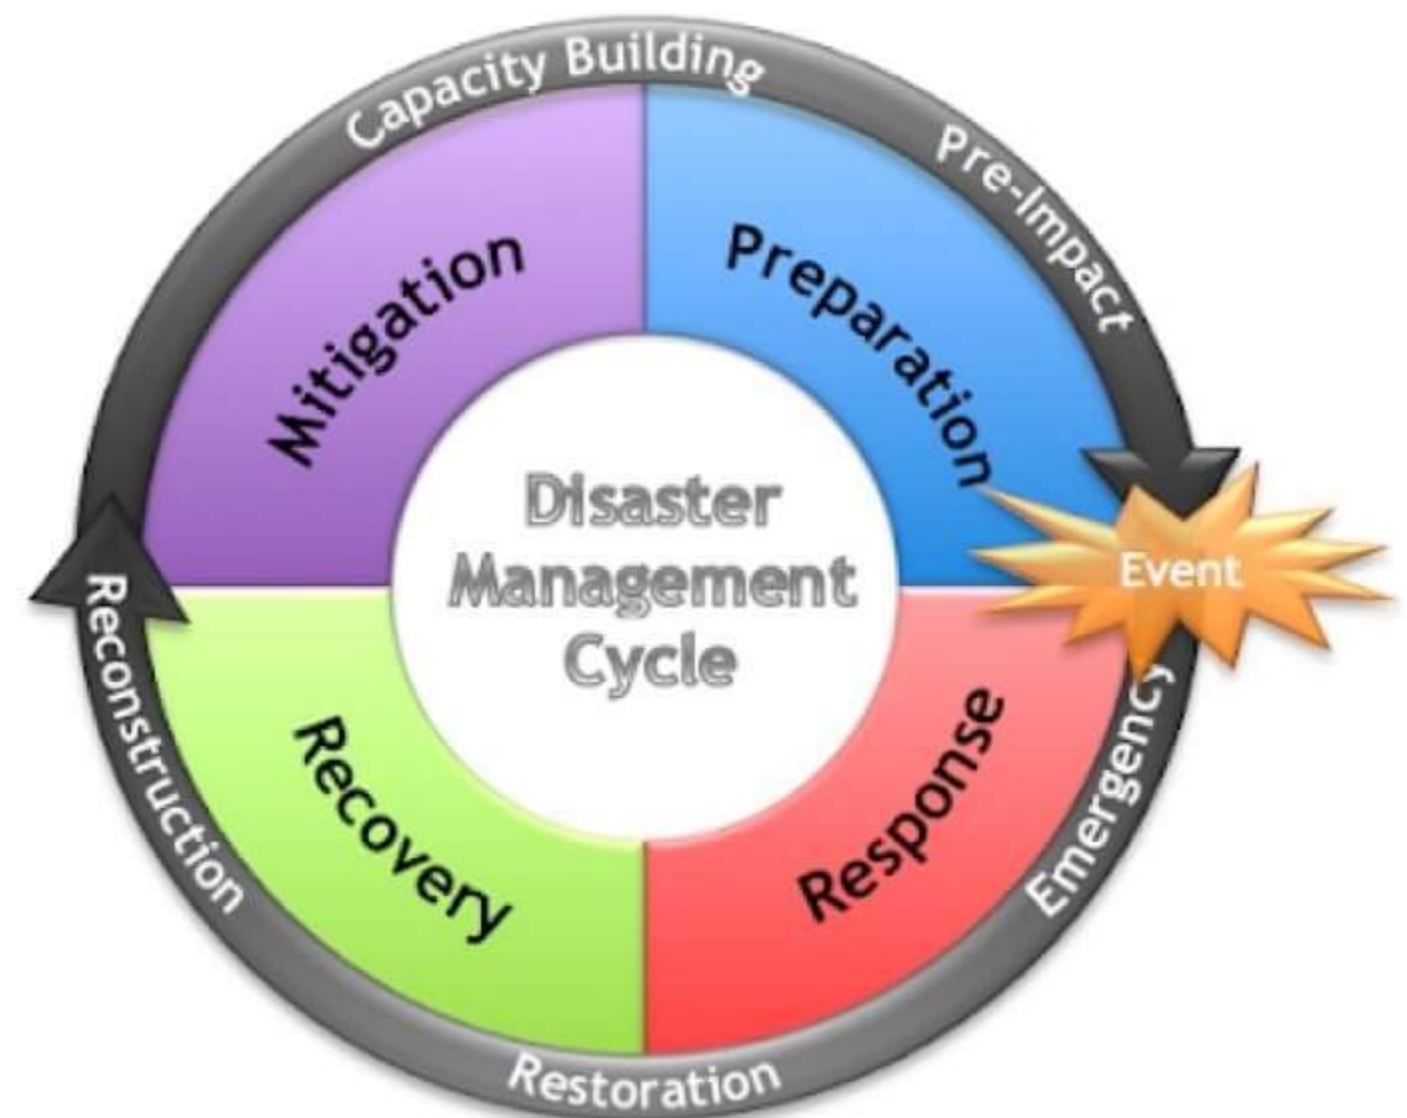 Capacity Building
Pre-Impact
Mitigation
Preparation
Disaster
Management
Cycle
Event
Reconstruction
Recovery
Response
Emergency
Restoration